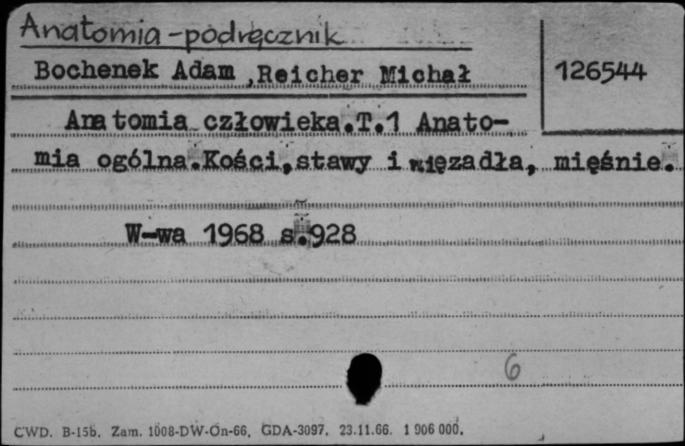 Anatomia - podręcznik
Bochenek Adam ,Reicher Michał
126544
Anatomia człowieka.T.1 Anato-
mia ogólna.Kości,stawy i więzadła, mięśnie.
W-wa 1968 s.928
6
CWD. B-15b. Zam. 1008-DW-On-66. GDA-3097. 23.11.66. 1 906 000.